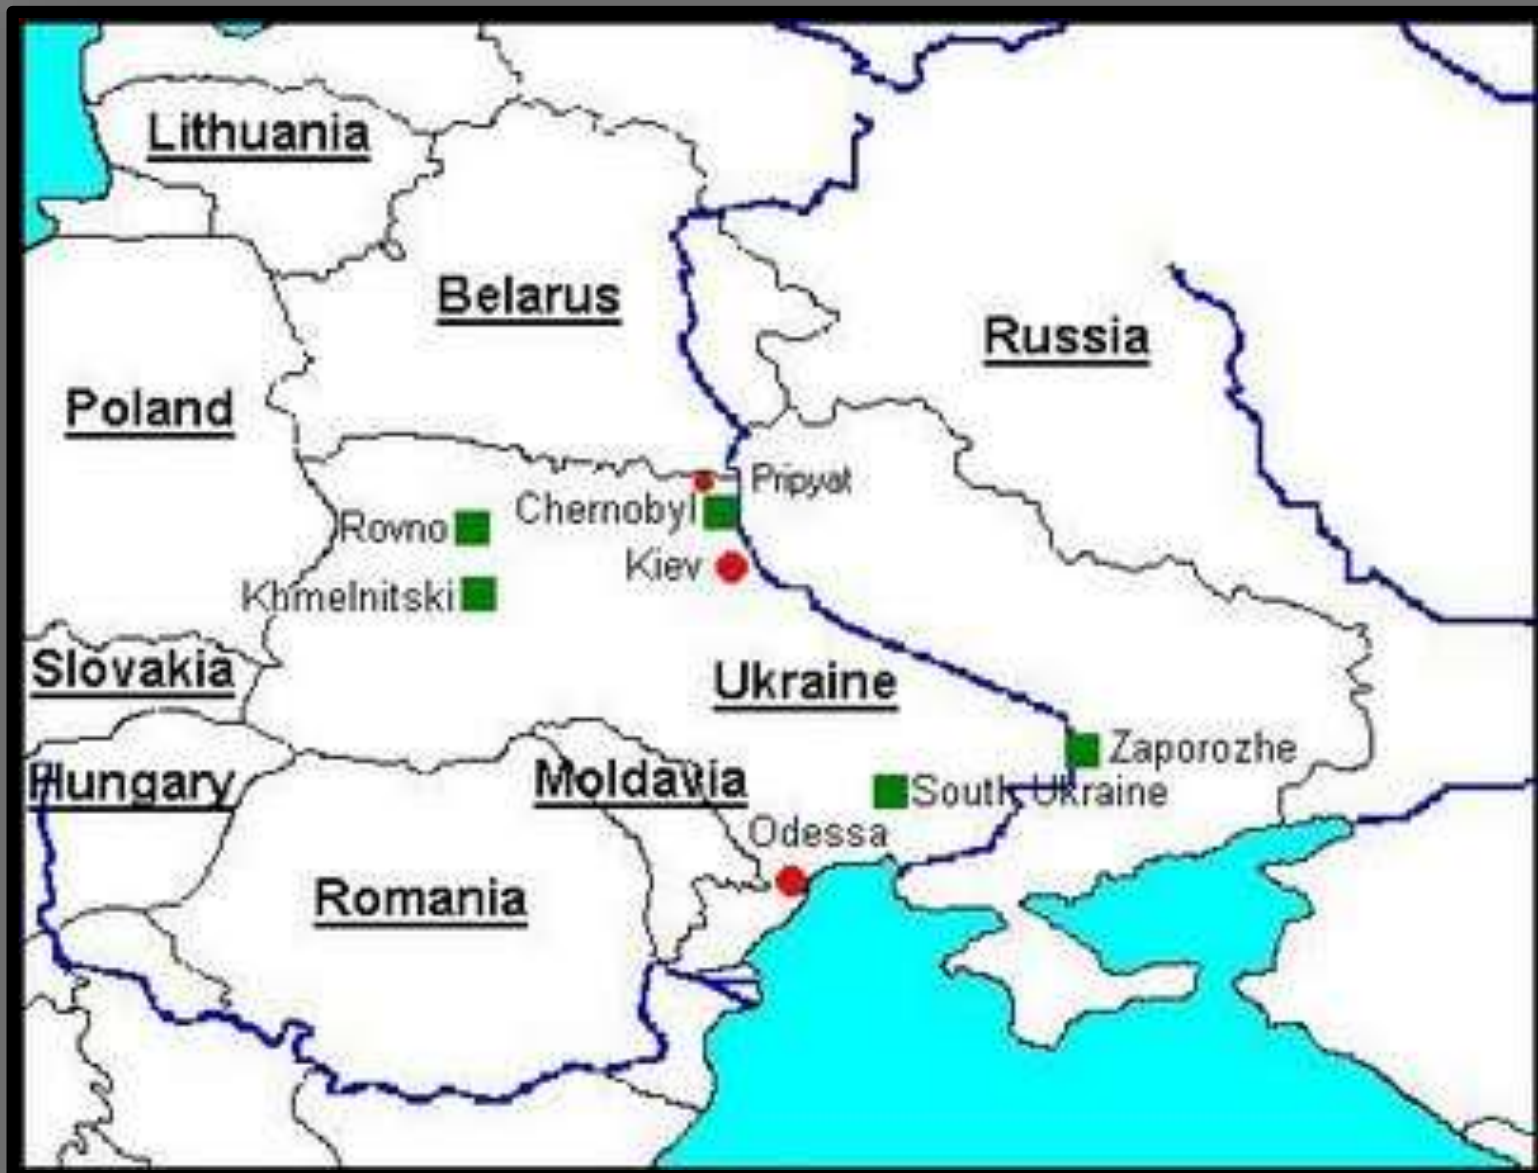 Lithuania
Belarus
Russia
Poland
Pripyat
Chernobyl
Rovno
Kiev
Khmelnitski
Slovakia
Ukraine
Zaporozhe
Hungary
Moldavia
South Ukraine
Odessa
Romania